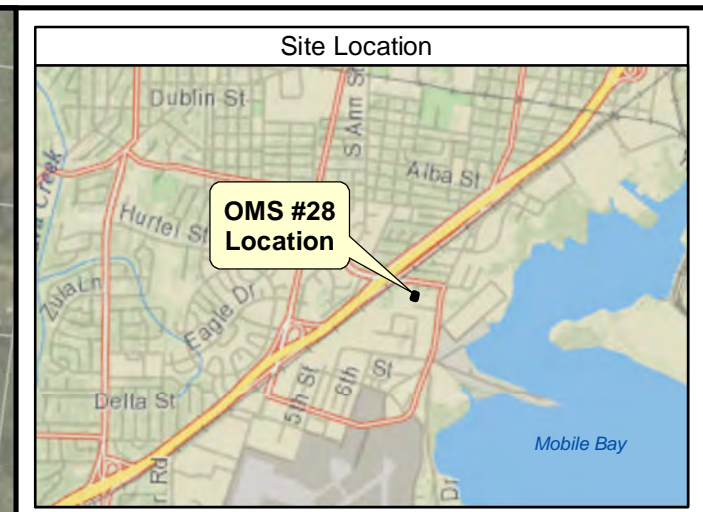 Site Location
Dublin St
S Ann St
Creek
Alba St
OMS #28
Location
Hurtel St
Zula Ln
Eagle Dr
5th St
6th St
Delta St
Mobile Bay
Rd
Dr